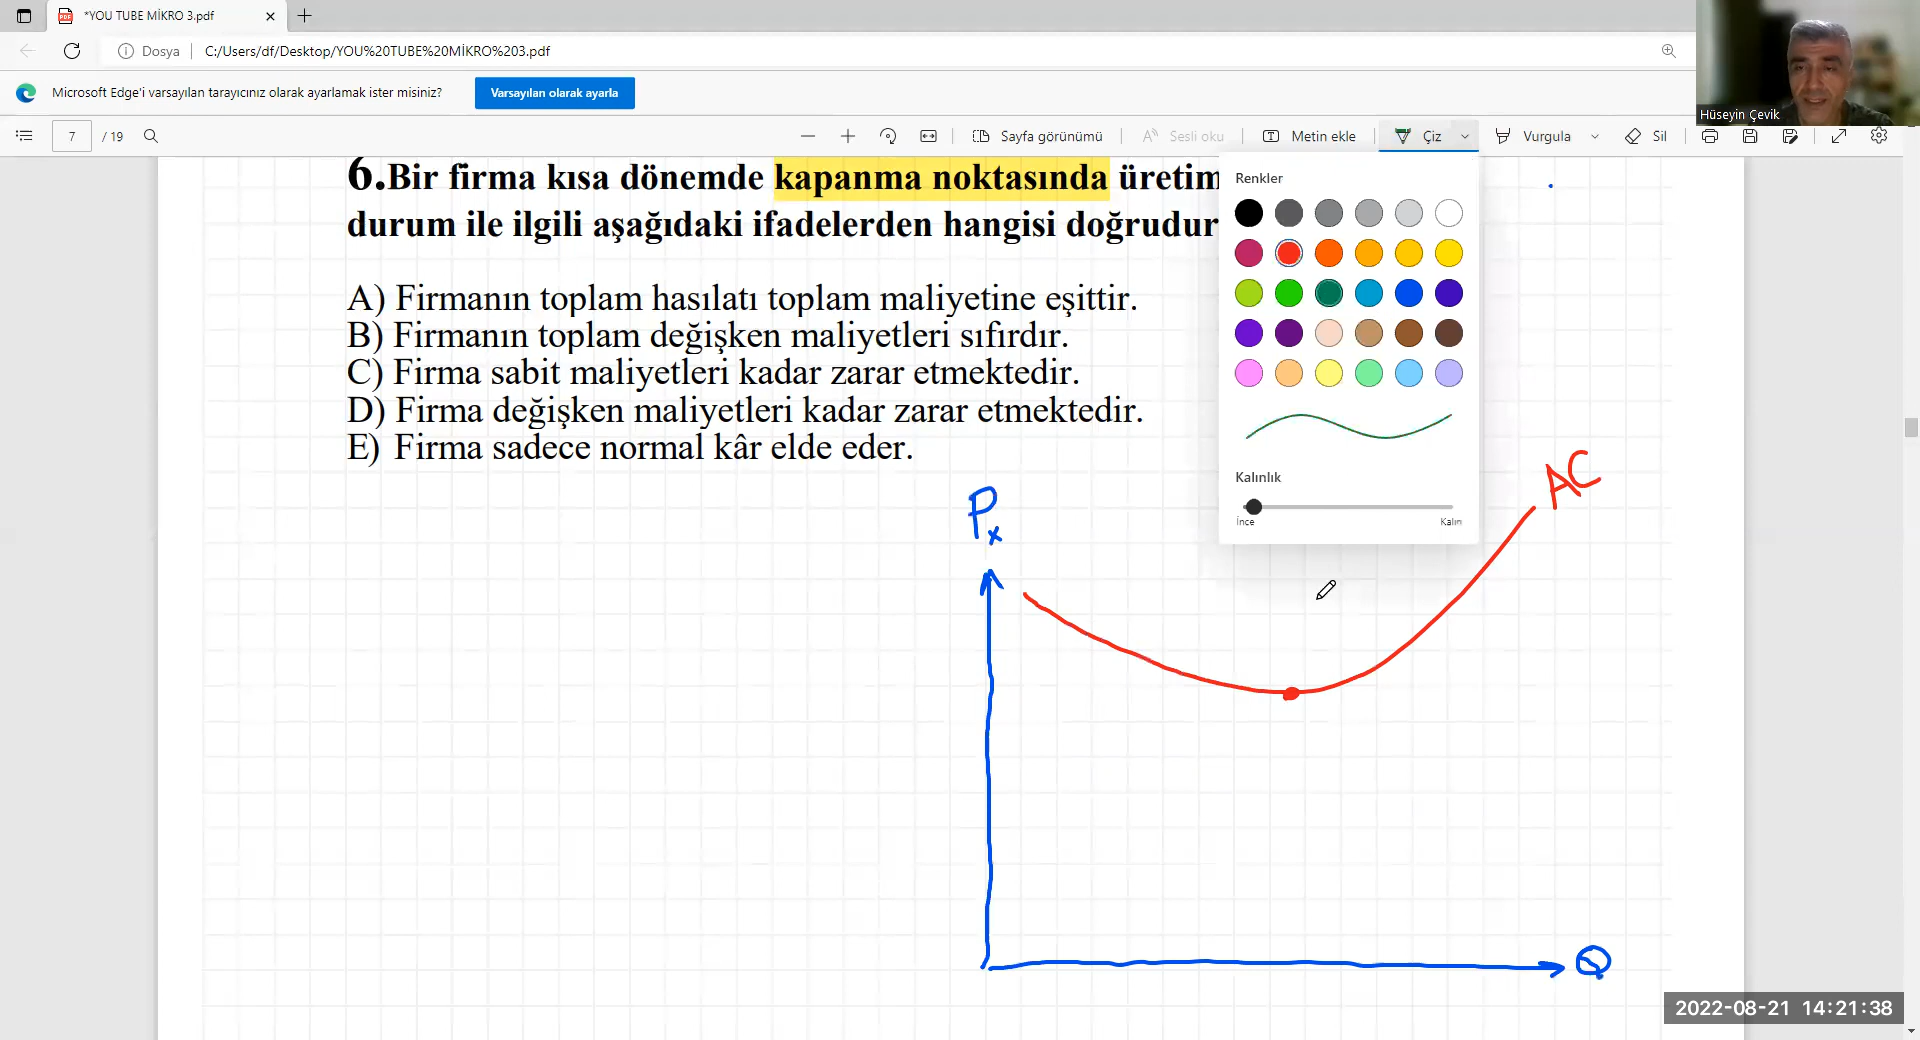 *YOU TUBE MİKRO 3.pdf
Dosya C:/Users/df/Desktop/YOU%20TUBE%20MİKRO%203.pdf
Microsoft Edge'i varsayılan tarayıcınız olarak ayarlamak ister misiniz? Varsayılan olarak ayarla
Hüseyin Çevik
7 / 19 Sayfa görünümü Sesli oku Metin ekle Çiz Vurgula Sil
6.Bir firma kısa dönemde kapanma noktasında üretim
durum ile ilgili aşağıdaki ifadelerden hangisi doğrudur
A) Firmanın toplam hasılatı toplam maliyetine eşittir.
B) Firmanın toplam değişken maliyetleri sıfırdır.
C) Firma sabit maliyetleri kadar zarar etmektedir.
D) Firma değişken maliyetleri kadar zarar etmektedir.
E) Firma sadece normal kâr elde eder.
Renkler
Kalınlık
İnce Kalın
Px
AC
Q
2022-08-21 14:21:38